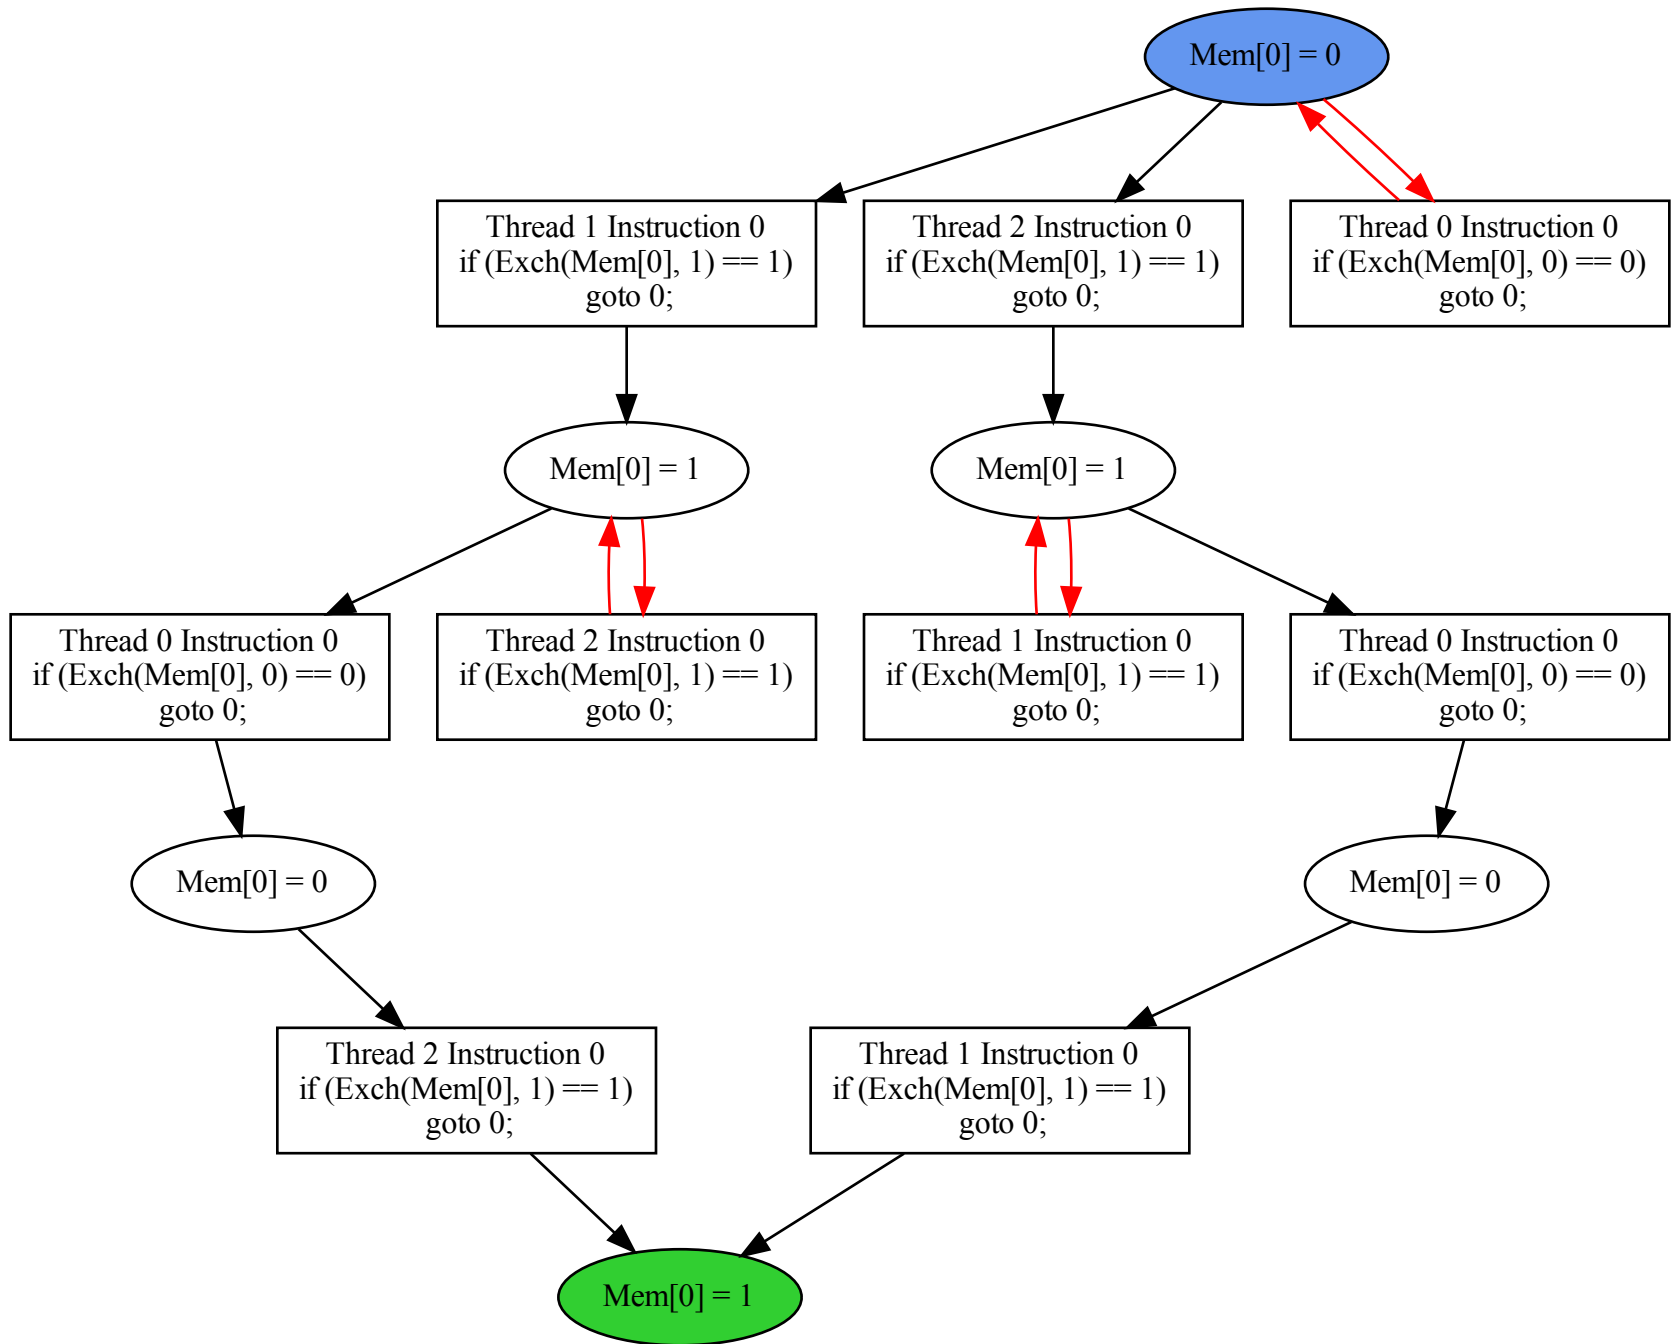 Mem[0] = 0
Thread 1 Instruction 0
if (Exch(Mem[0], 1) == 1)
goto 0;
Thread 2 Instruction 0
if (Exch(Mem[0], 1) == 1)
goto 0;
Thread 0 Instruction 0
if (Exch(Mem[0], 0) == 0)
goto 0;
Mem[0] = 1
Mem[0] = 1
Thread 0 Instruction 0
if (Exch(Mem[0], 0) == 0)
goto 0;
Thread 2 Instruction 0
if (Exch(Mem[0], 1) == 1)
goto 0;
Thread 1 Instruction 0
if (Exch(Mem[0], 1) == 1)
goto 0;
Thread 0 Instruction 0
if (Exch(Mem[0], 0) == 0)
goto 0;
Mem[0] = 0
Mem[0] = 0
Thread 2 Instruction 0
if (Exch(Mem[0], 1) == 1)
goto 0;
Thread 1 Instruction 0
if (Exch(Mem[0], 1) == 1)
goto 0;
Mem[0] = 1